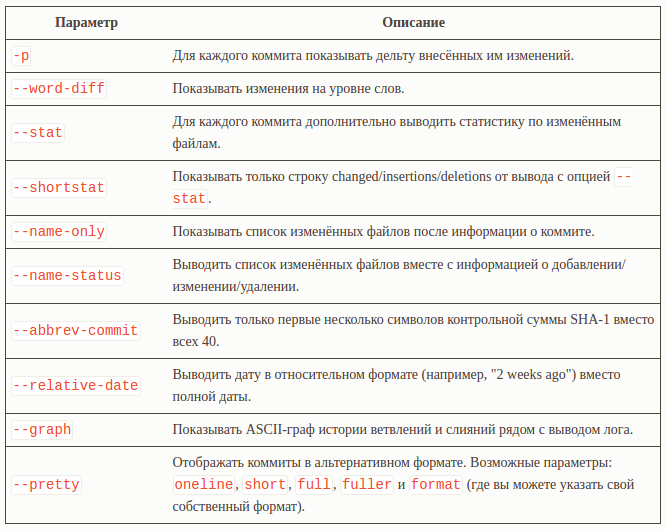 Параметр Описание
-p Для каждого коммита показывать дельту внесённых им изменений.
--word-diff Показывать изменения на уровне слов.
--stat Для каждого коммита дополнительно выводить статистику по изменённым
файлам.
--shortstat Показывать только строку changed/insertions/deletions от вывода с опцией --
stat.
--name-only Показывать список изменённых файлов после информации о коммите.
--name-status Выводить список изменённых файлов вместе с информацией о добавлении/
изменении/удалении.
--abbrev-commit Выводить только первые несколько символов контрольной суммы SHA-1 вместо
всех 40.
--relative-date Выводить дату в относительном формате (например, "2 weeks ago") вместо
полной даты.
--graph Показывать ASCII-граф истории ветвлений и слияний рядом с выводом лога.
--pretty Отображать коммиты в альтернативном формате. Возможные параметры:
oneline, short, full, fuller и format (где вы можете указать свой
собственный формат).